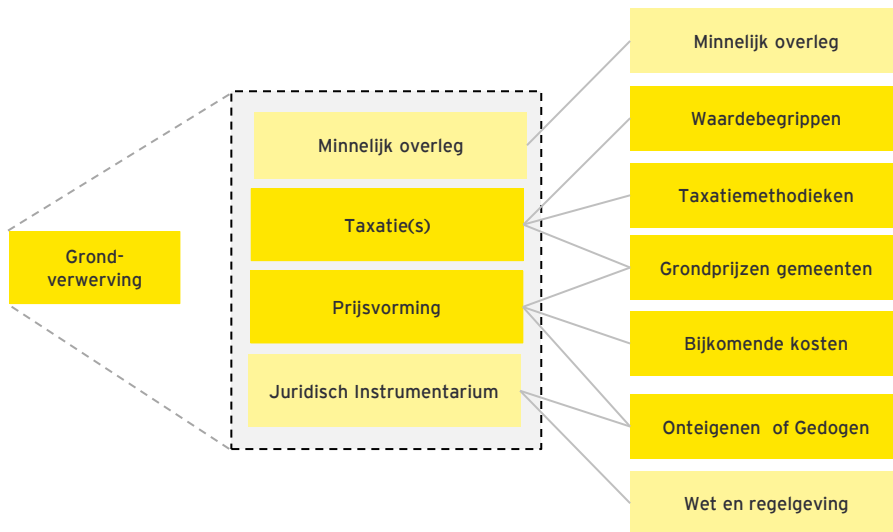 Grond-
verwerving
Minnelijk overleg
Taxatie(s)
Prijsvorming
Juridisch Instrumentarium
Minnelijk overleg
Waardebegrippen
Taxatiemethodieken
Grondprijzen gemeenten
Bijkomende kosten
Onteigenen of Gedogen
Wet en regelgeving